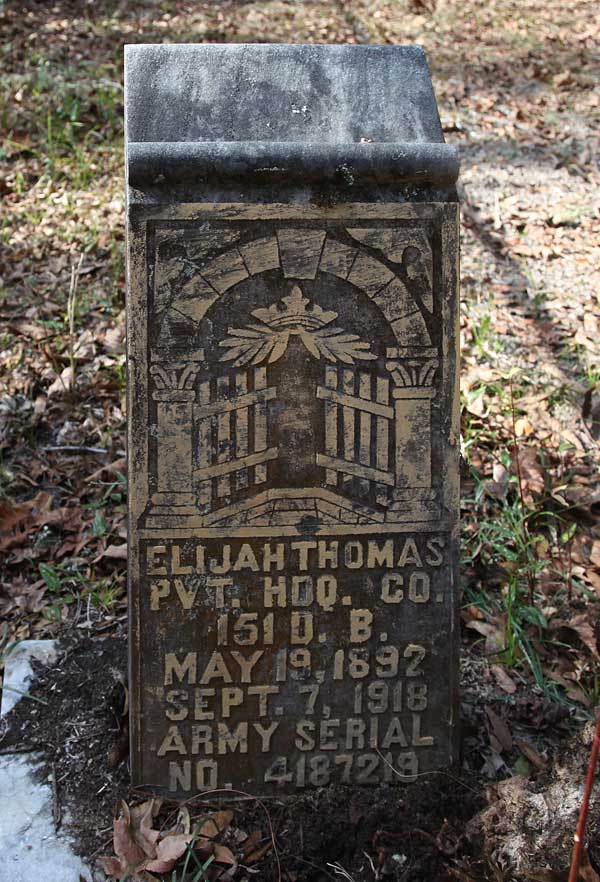 ELIJAH THOMAS
PVT. HDQ. CO.
151 D. B.
MAY 19, 1892
SEPT. 7, 1918
ARMY SERIAL
NO. 4187219